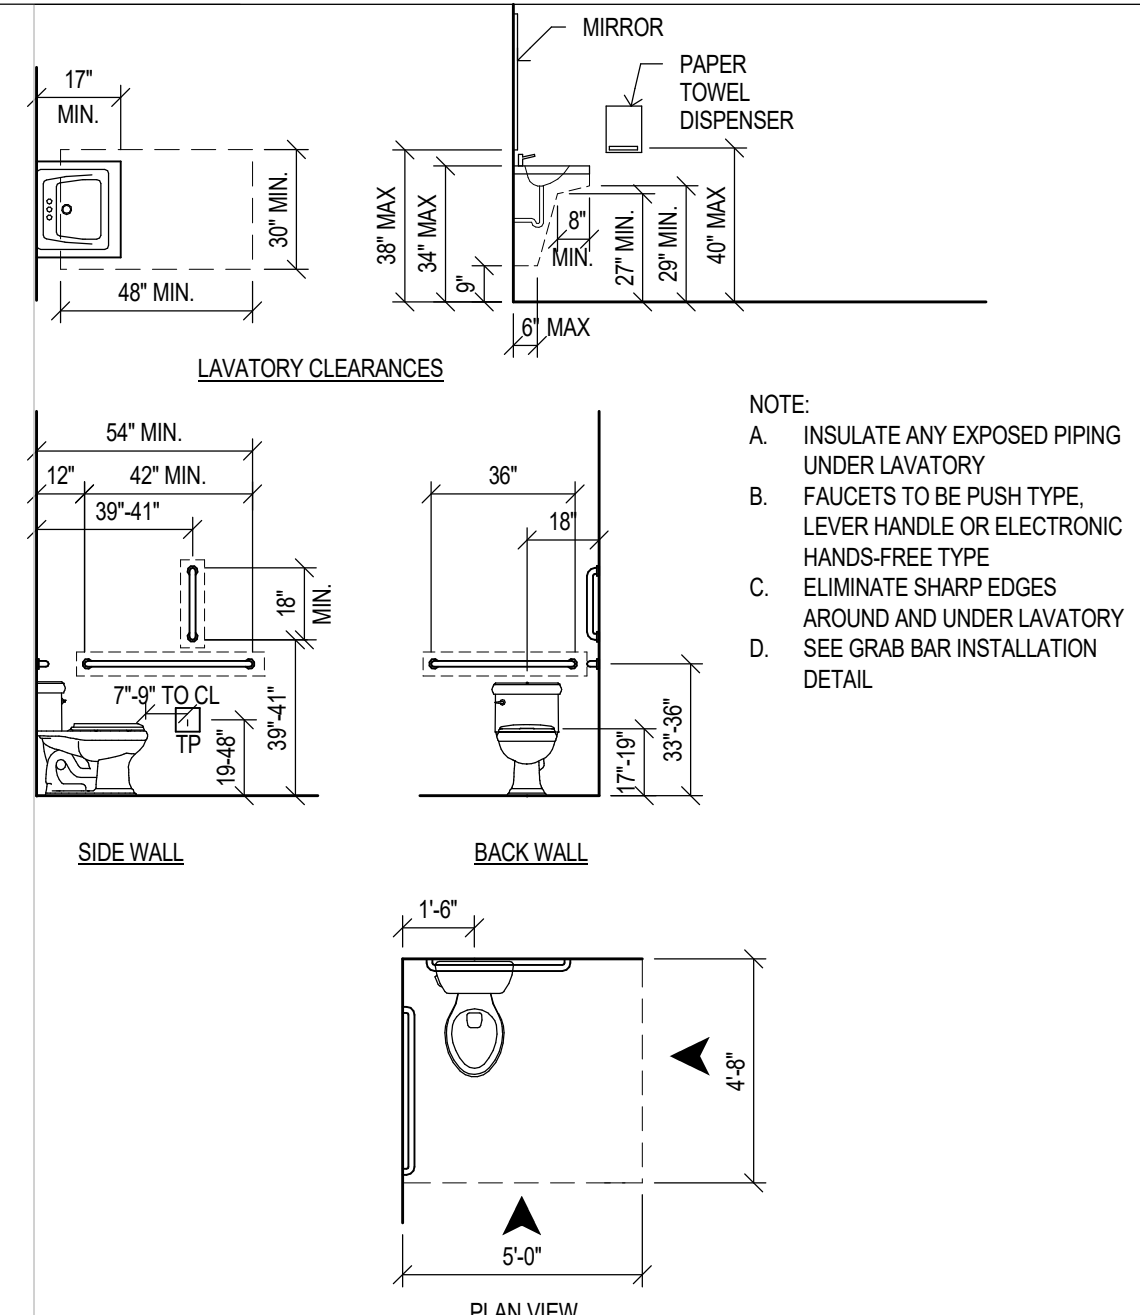 MIRROR
PAPER
TOWEL
DISPENSER
17"
MIN.
30" MIN.
48" MIN.
38" MAX
34" MAX
9"
8"
MIN.
27" MIN.
29" MIN.
40" MAX
6" MAX
LAVATORY CLEARANCES
NOTE:
A. INSULATE ANY EXPOSED PIPING
UNDER LAVATORY
B. FAUCETS TO BE PUSH TYPE,
LEVER HANDLE OR ELECTRONIC
HANDS-FREE TYPE
C. ELIMINATE SHARP EDGES
AROUND AND UNDER LAVATORY
D. SEE GRAB BAR INSTALLATION
DETAIL
54" MIN.
12"
42" MIN.
39"-41"
18"
MIN.
7"-9" TO CL
TP
19-48"
39"-41"
SIDE WALL
36"
18"
17"-19"
33"-36"
BACK WALL
1'-6"
4'-8"
5'-0"
PLAN VIEW